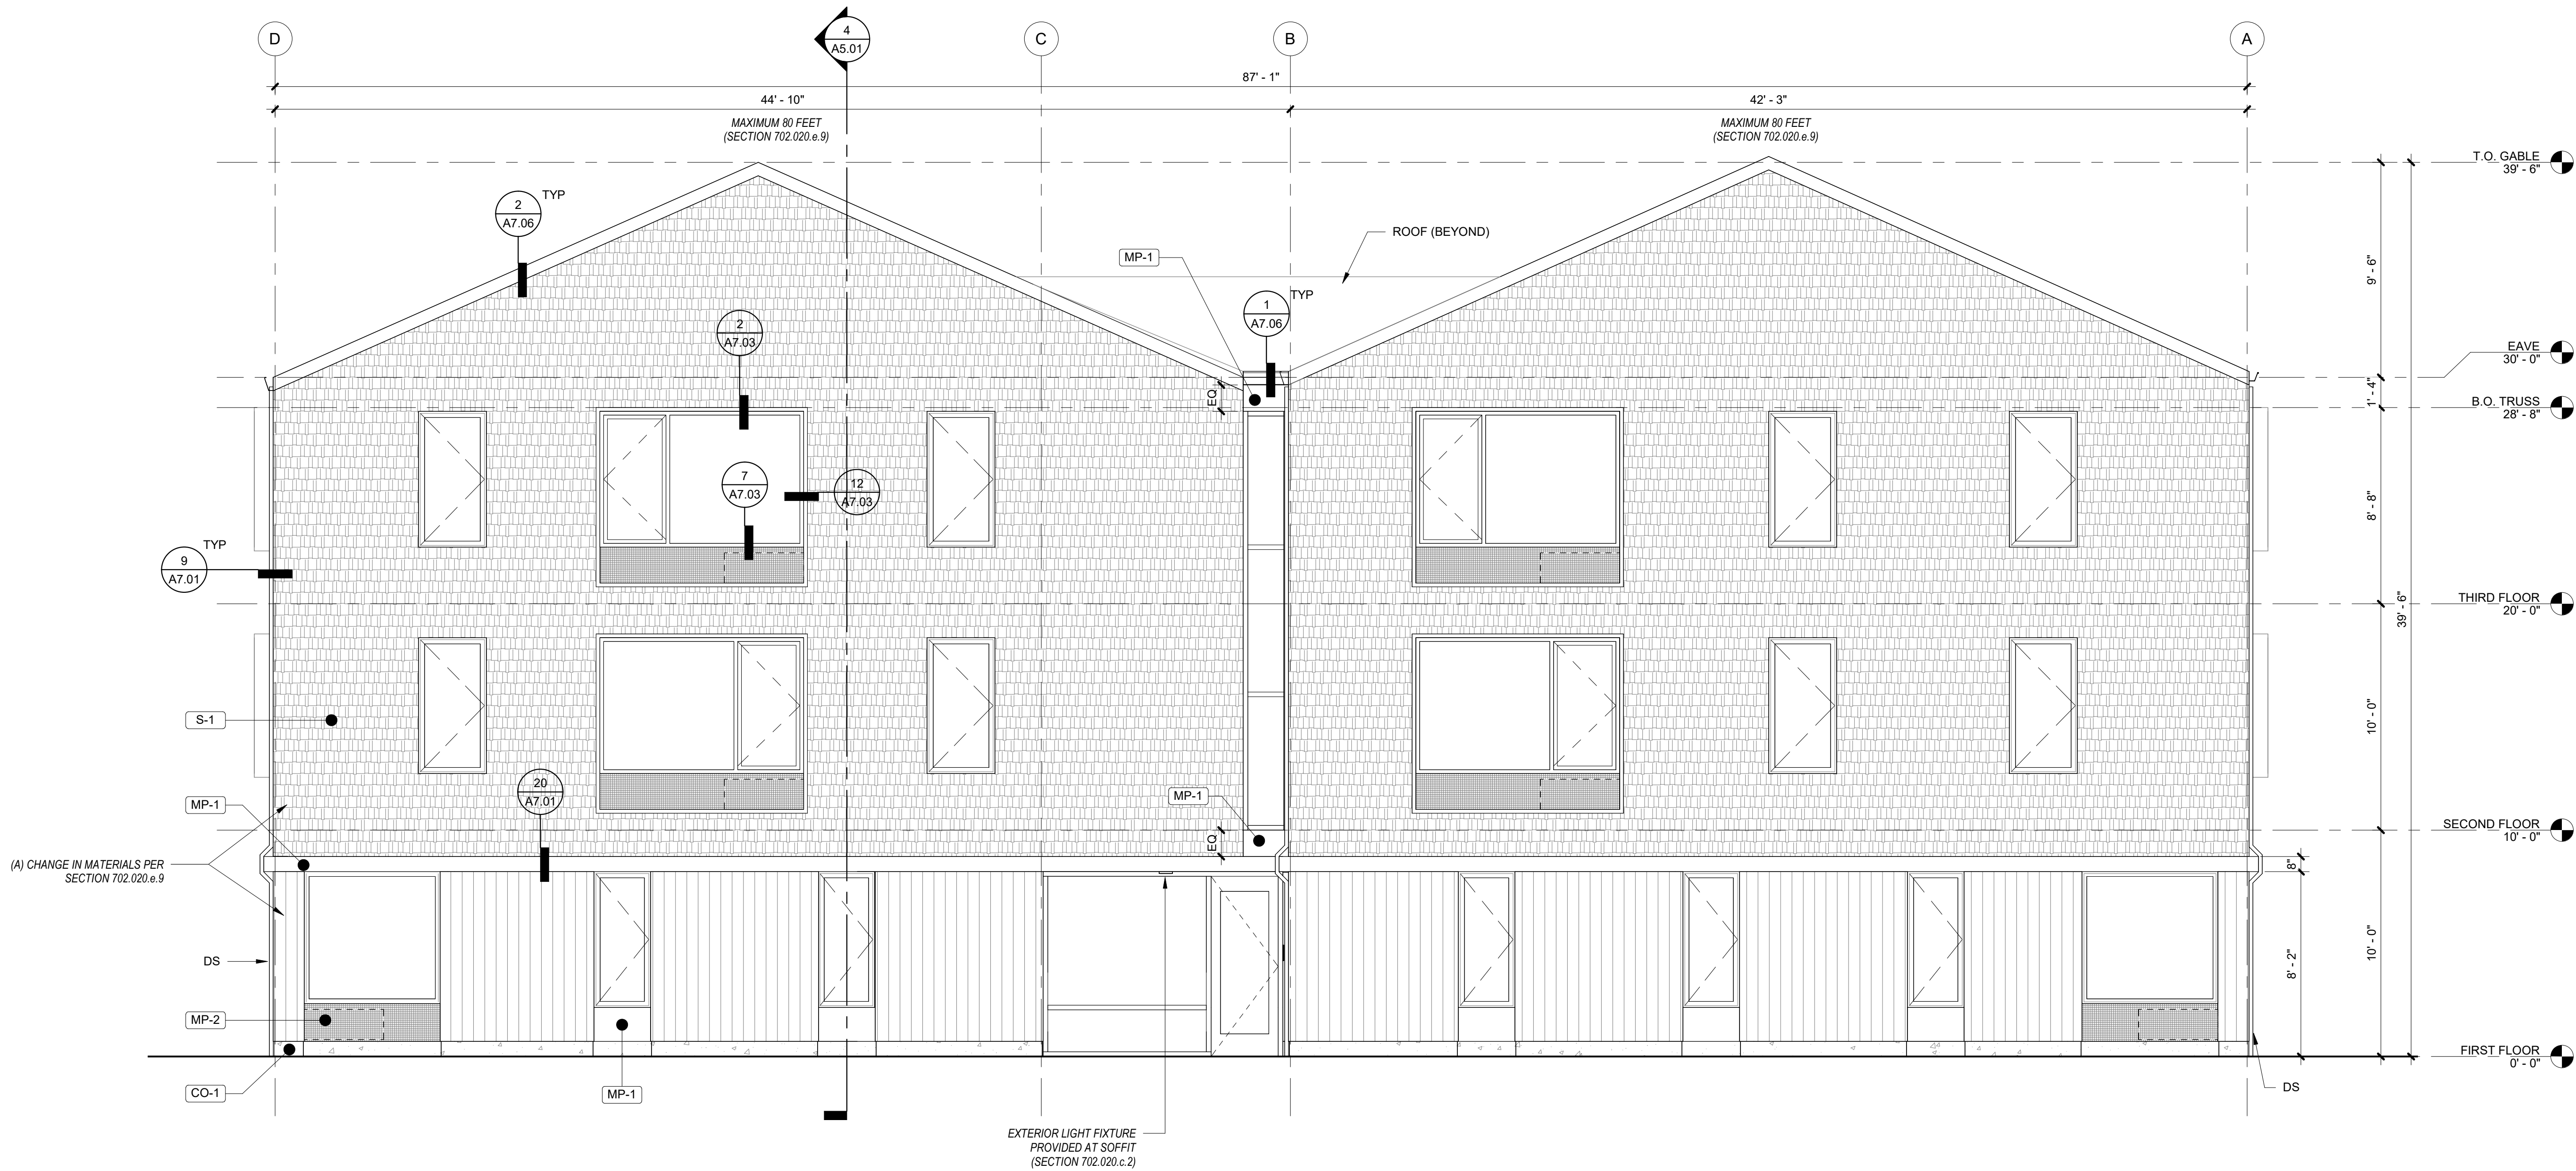 D
4
A5.01
C
B
A
87' - 1"
44' - 10"
42' - 3"
MAXIMUM 80 FEET
(SECTION 702.020.e.9)
MAXIMUM 80 FEET
(SECTION 702.020.e.9)
T.O. GABLE
39' - 6"
2
A7.06
TYP
ROOF (BEYOND)
MP-1
9' - 6"
1
A7.06
TYP
2
A7.03
EAVE
30' - 0"
1' - 4"
EQ
B.O. TRUSS
28' - 8"
7
A7.03
12
A7.03
8' - 8"
TYP
9
A7.01
THIRD FLOOR
20' - 0"
39' - 6"
S-1
10' - 0"
20
A7.01
MP-1
MP-1
EQ
SECOND FLOOR
10' - 0"
(A) CHANGE IN MATERIALS PER
SECTION 702.020.e.9
8"
DS
8' - 2"
10' - 0"
MP-2
FIRST FLOOR
0' - 0"
CO-1
MP-1
DS
EXTERIOR LIGHT FIXTURE
PROVIDED AT SOFFIT
(SECTION 702.020.c.2)